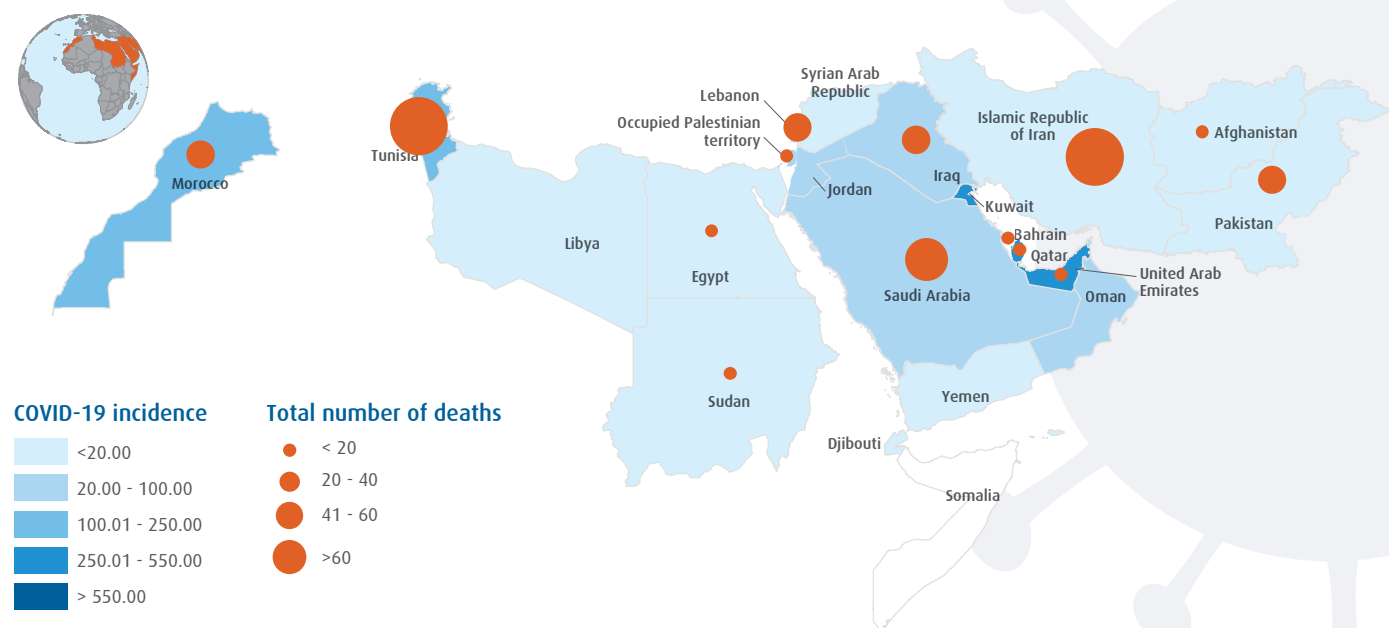 Syrian Arab
Republic
Lebanon
Occupied Palestinian
territory
Islamic Republic
of Iran
Afghanistan
Tunisia
Morocco
Iraq
Jordan
Kuwait
Pakistan
Libya
Egypt
Bahrain
Qatar
United Arab
Emirates
Saudi Arabia
Oman
Sudan
Yemen
Djibouti
Somalia
COVID-19 incidence
<20.00
20.00 - 100.00
100.01 - 250.00
250.01 - 550.00
> 550.00
Total number of deaths
< 20
20 - 40
41 - 60
>60